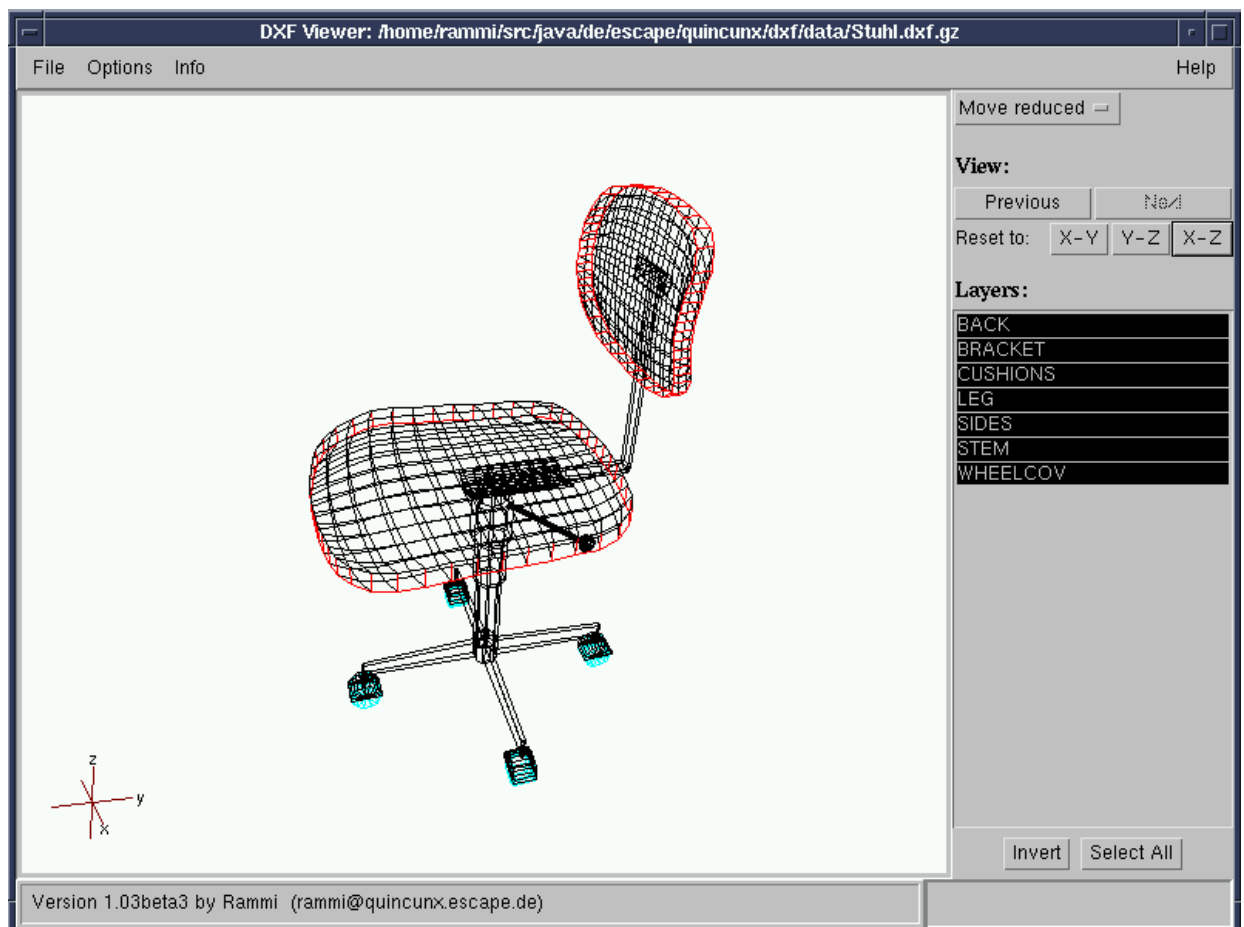 DXF Viewer: /home/rammi/src/java/de/escape/quincunx/dxf/data/Stuhl.dxf.gz
File Options Info Help
Move reduced
View:
Previous Next
Reset to: X-Y Y-Z X-Z
Layers:
BACK
BRACKET
CUSHIONS
LEG
SIDES
STEM
WHEELCOV
z
y
x
Invert Select All
Version 1.03beta3 by Rammi (rammi@quincunx.escape.de)